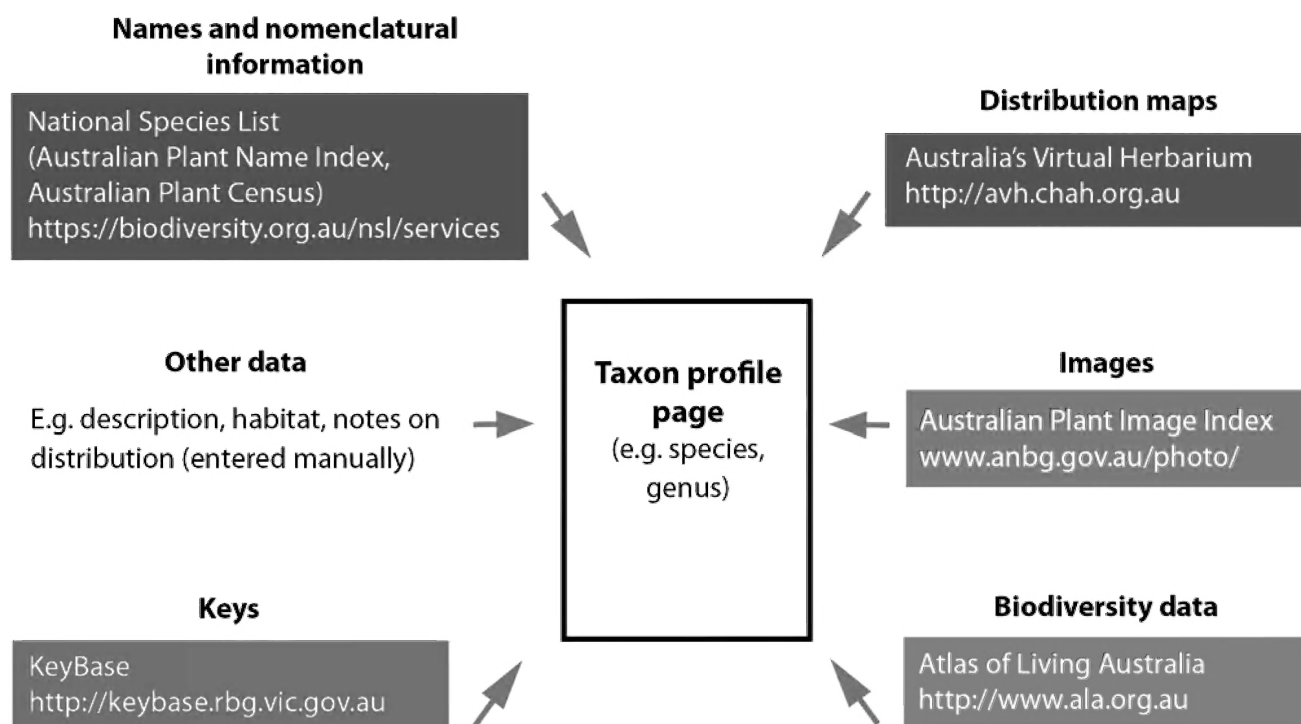 Names and nomenclatural
information
National Species List
(Australian Plant Name Index,
Australian Plant Census)
https://biodiversity.org.au/nsl/services
Distribution maps
Australia's Virtual Herbarium
http://avh.chah.org.au
Other data
E.g. description, habitat, notes on
distribution (entered manually)
Taxon profile
page
(e.g. species,
genus)
Images
Australian Plant Image Index
www.anbg.gov.au/photo/
Keys
KeyBase
http://keybase.rbg.vic.gov.au
Biodiversity data
Atlas of Living Australia
http://www.ala.org.au